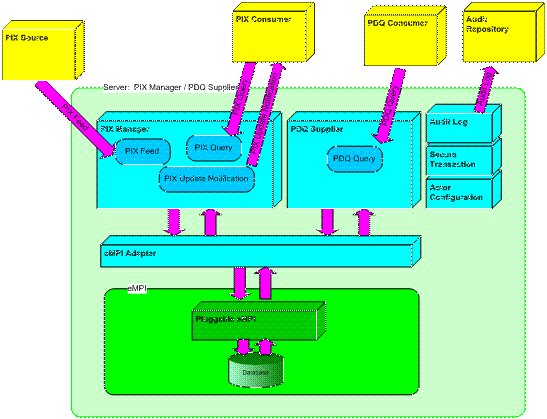 PIX Source
PIX Consumer
PDQ Consumer
Audit
Repository
Server: PIX Manager / PDQ Supplier
PIX Feed
PIX Query
PIX Update Notification
PDQ Query
Audit Log
PIX Manager
PIX Feed
PIX Query
PIX Update Notification
PDQ Supplier
PDQ Query
Audit Log
Secure
Transaction
Actor
Configuration
eMPI Adapter
eMPI
Pluggable eMPI
Database